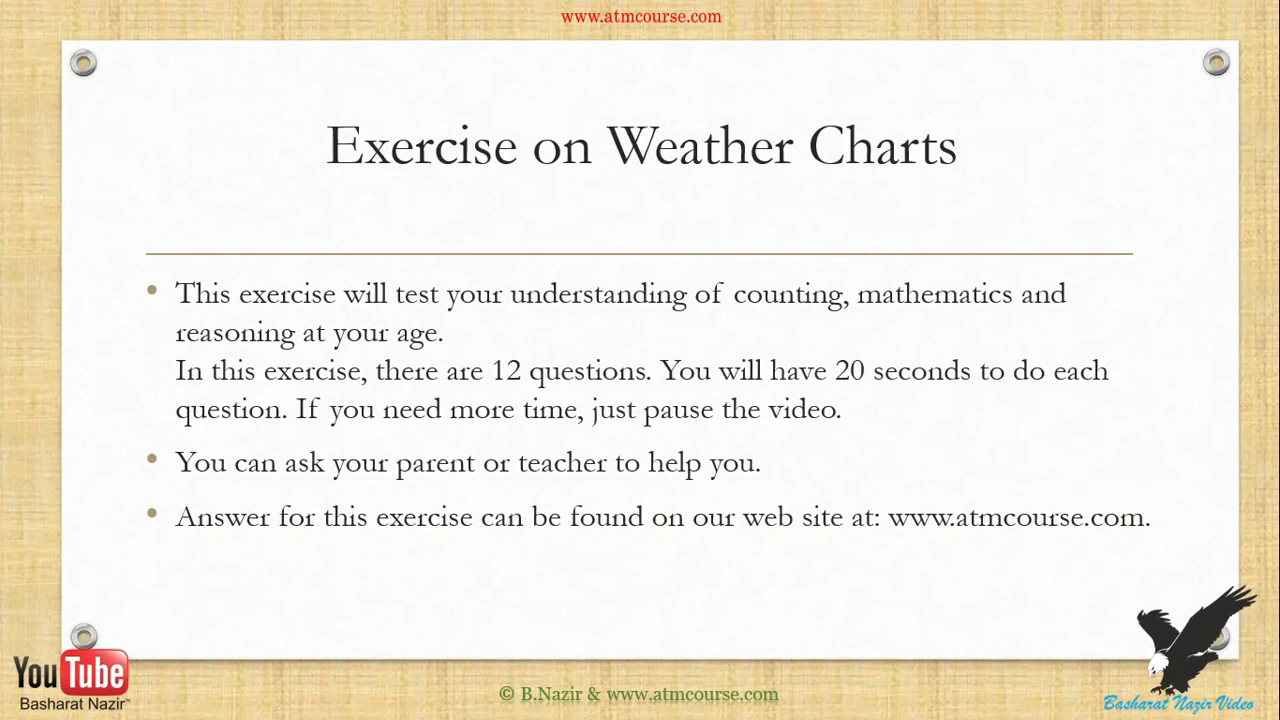 www.atmcourse.com
Exercise on Weather Charts
• This exercise will test your understanding of counting, mathematics and
reasoning at your age.
In this exercise, there are 12 questions. You will have 20 seconds to do each
question. If you need more time, just pause the video.
• You can ask your parent or teacher to help you.
• Answer for this exercise can be found on our web site at: www.atmcourse.com.
YouTube
Basharat Nazir™
© B.Nazir & www.atmcourse.com
Basharat Nazir Video